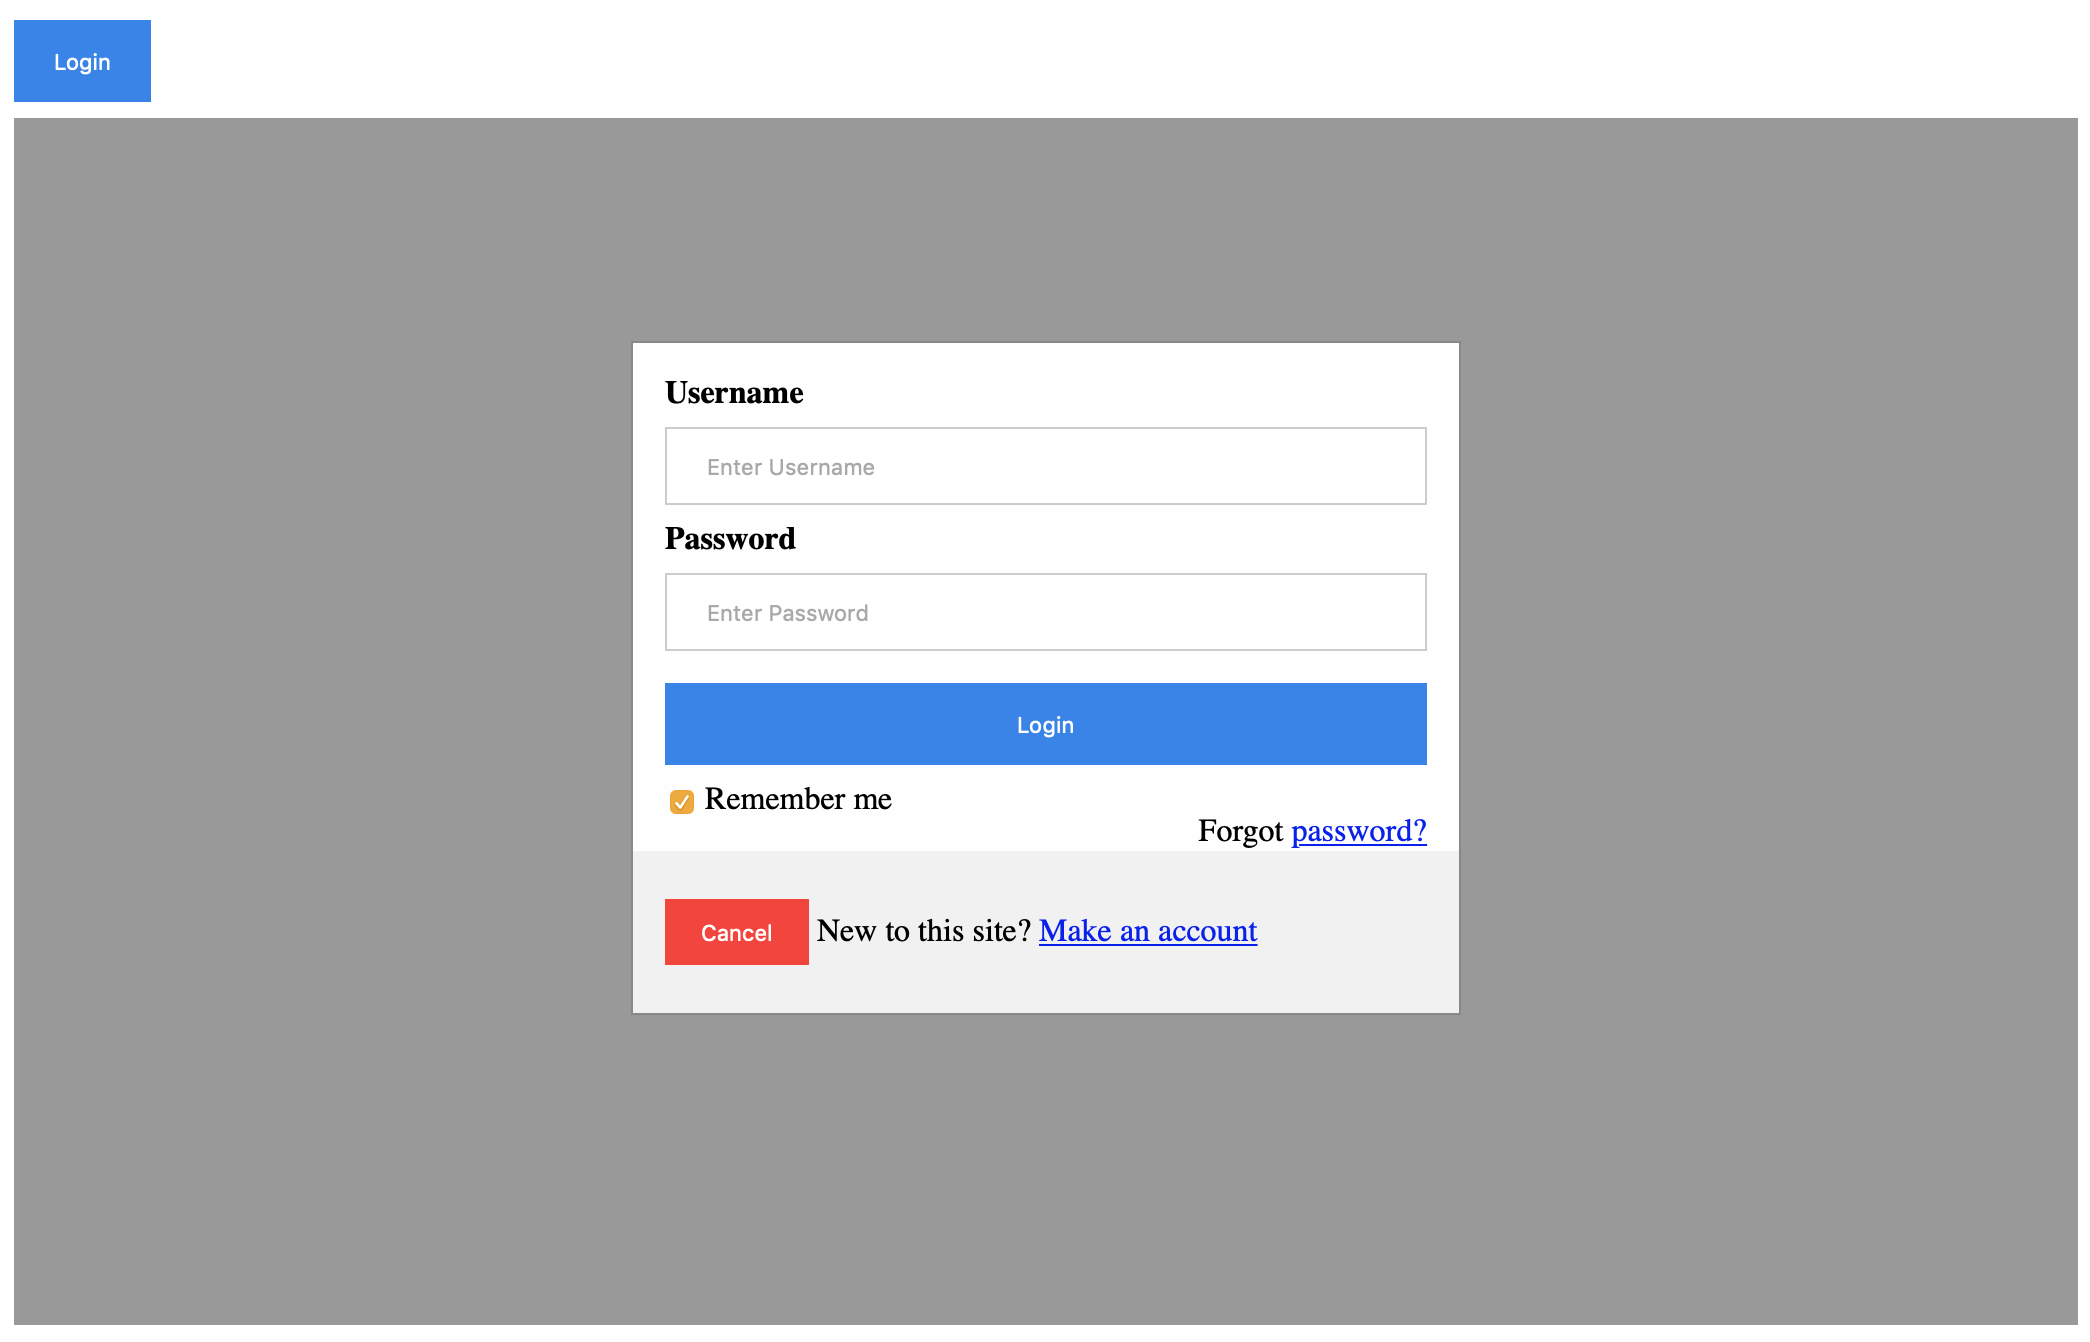 Login
Username
Enter Username
Password
Enter Password
Login
Remember me
Forgot password?
Cancel New to this site? Make an account